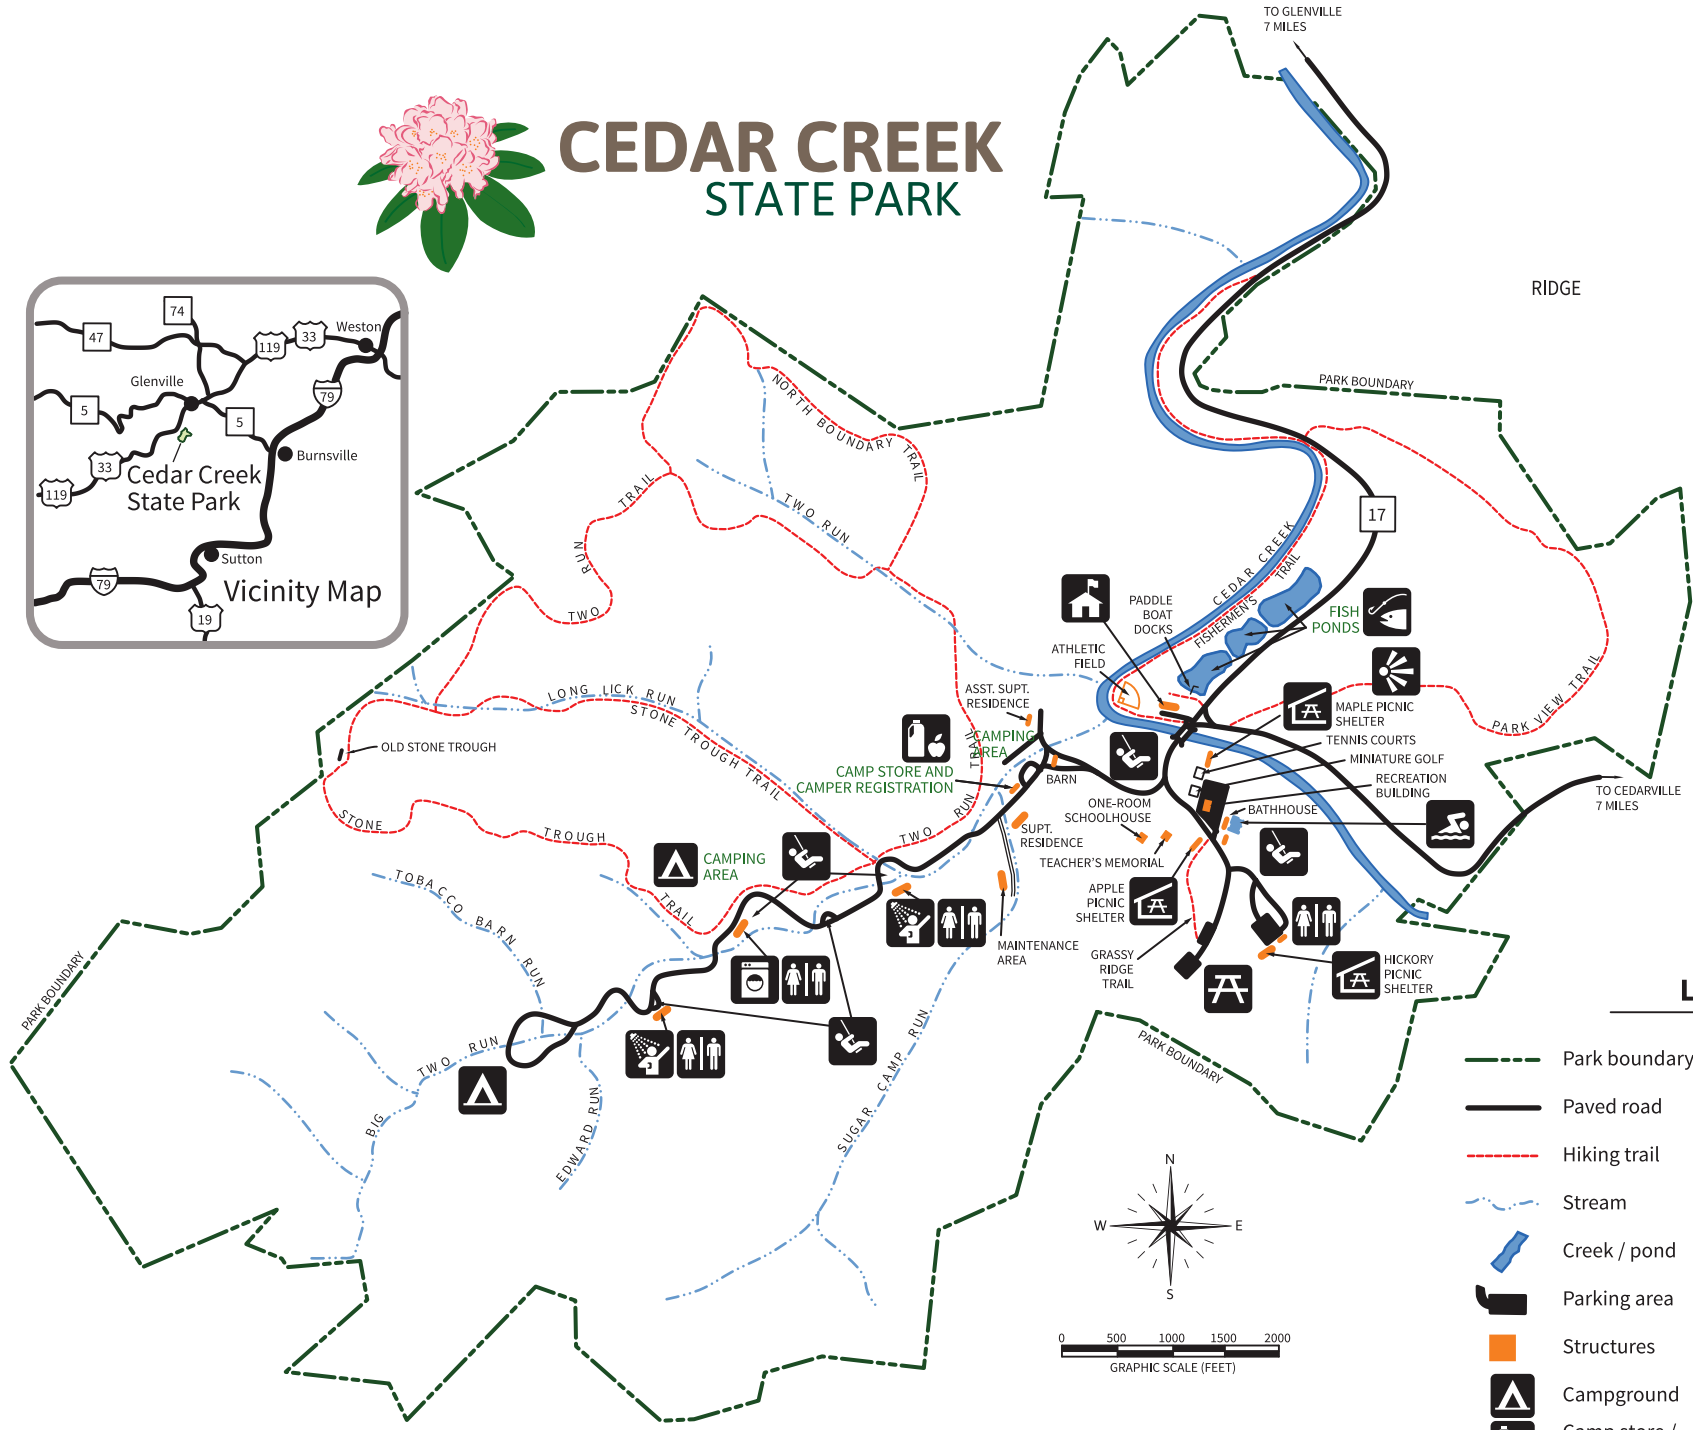 TO GLENVILLE
7 MILES
CEDAR CREEK
STATE PARK
RIDGE
74
47
119
33
Weston
79
Glenville
5
5
33
Burnsville
119
Cedar Creek
State Park
Sutton
79
Vicinity Map
19
PARK BOUNDARY
NORTH BOUNDARY TRAIL
TWO RUN TRAIL
TWO RUN
17
CEDAR CREEK
FISHERMEN'S TRAIL
PADDLE
BOAT
DOCKS
FISH
PONDS
ATHLETIC
FIELD
ASST. SUPT.
RESIDENCE
CAMPING
AREA
LONG LICK RUN
STONE TROUGH TRAIL
OLD STONE TROUGH
CAMP STORE AND
CAMPER REGISTRATION
BARN
TWO RUN TRAIL
MAPLE PICNIC
SHELTER
PARK VIEW TRAIL
TENNIS COURTS
MINIATURE GOLF
RECREATION
BUILDING
BATHHOUSE
TO CEDARVILLE
7 MILES
ONE-ROOM
SCHOOLHOUSE
SUPT.
RESIDENCE
TEACHER'S MEMORIAL
STONE TROUGH TRAIL
CAMPING
AREA
TOBACCO BARN RUN
APPLE
PICNIC
SHELTER
MAINTENANCE
AREA
GRASSY
RIDGE
TRAIL
HICKORY
PICNIC
SHELTER
PARK BOUNDARY
BIG TWO RUN
EDWARD RUN
SUGAR CAMP RUN
PARK BOUNDARY
N
W
E
S
0 500 1000 1500 2000
GRAPHIC SCALE (FEET)
L
Park boundary
Paved road
Hiking trail
Stream
Creek / pond
Parking area
Structures
Campground
Camp store /